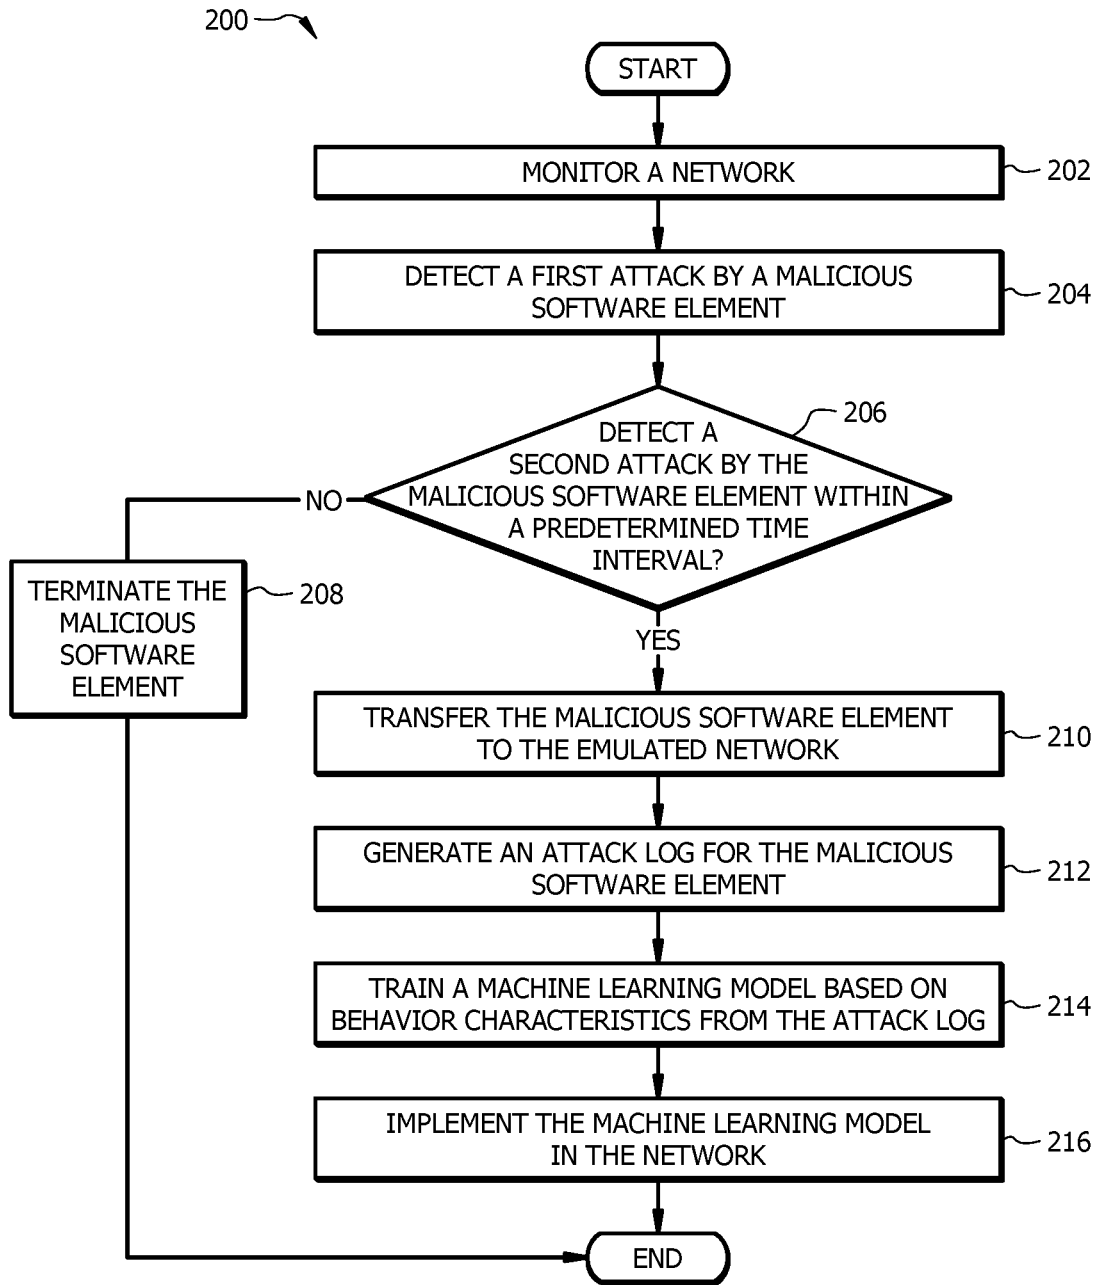 200
START
MONITOR A NETWORK
202
DETECT A FIRST ATTACK BY A MALICIOUS
SOFTWARE ELEMENT
204
DETECT A
SECOND ATTACK BY THE
MALICIOUS SOFTWARE ELEMENT WITHIN
A PREDETERMINED TIME
INTERVAL?
206
NO
TERMINATE THE
MALICIOUS
SOFTWARE
ELEMENT
208
YES
TRANSFER THE MALICIOUS SOFTWARE ELEMENT
TO THE EMULATED NETWORK
210
GENERATE AN ATTACK LOG FOR THE MALICIOUS
SOFTWARE ELEMENT
212
TRAIN A MACHINE LEARNING MODEL BASED ON
BEHAVIOR CHARACTERISTICS FROM THE ATTACK LOG
214
IMPLEMENT THE MACHINE LEARNING MODEL
IN THE NETWORK
216
END